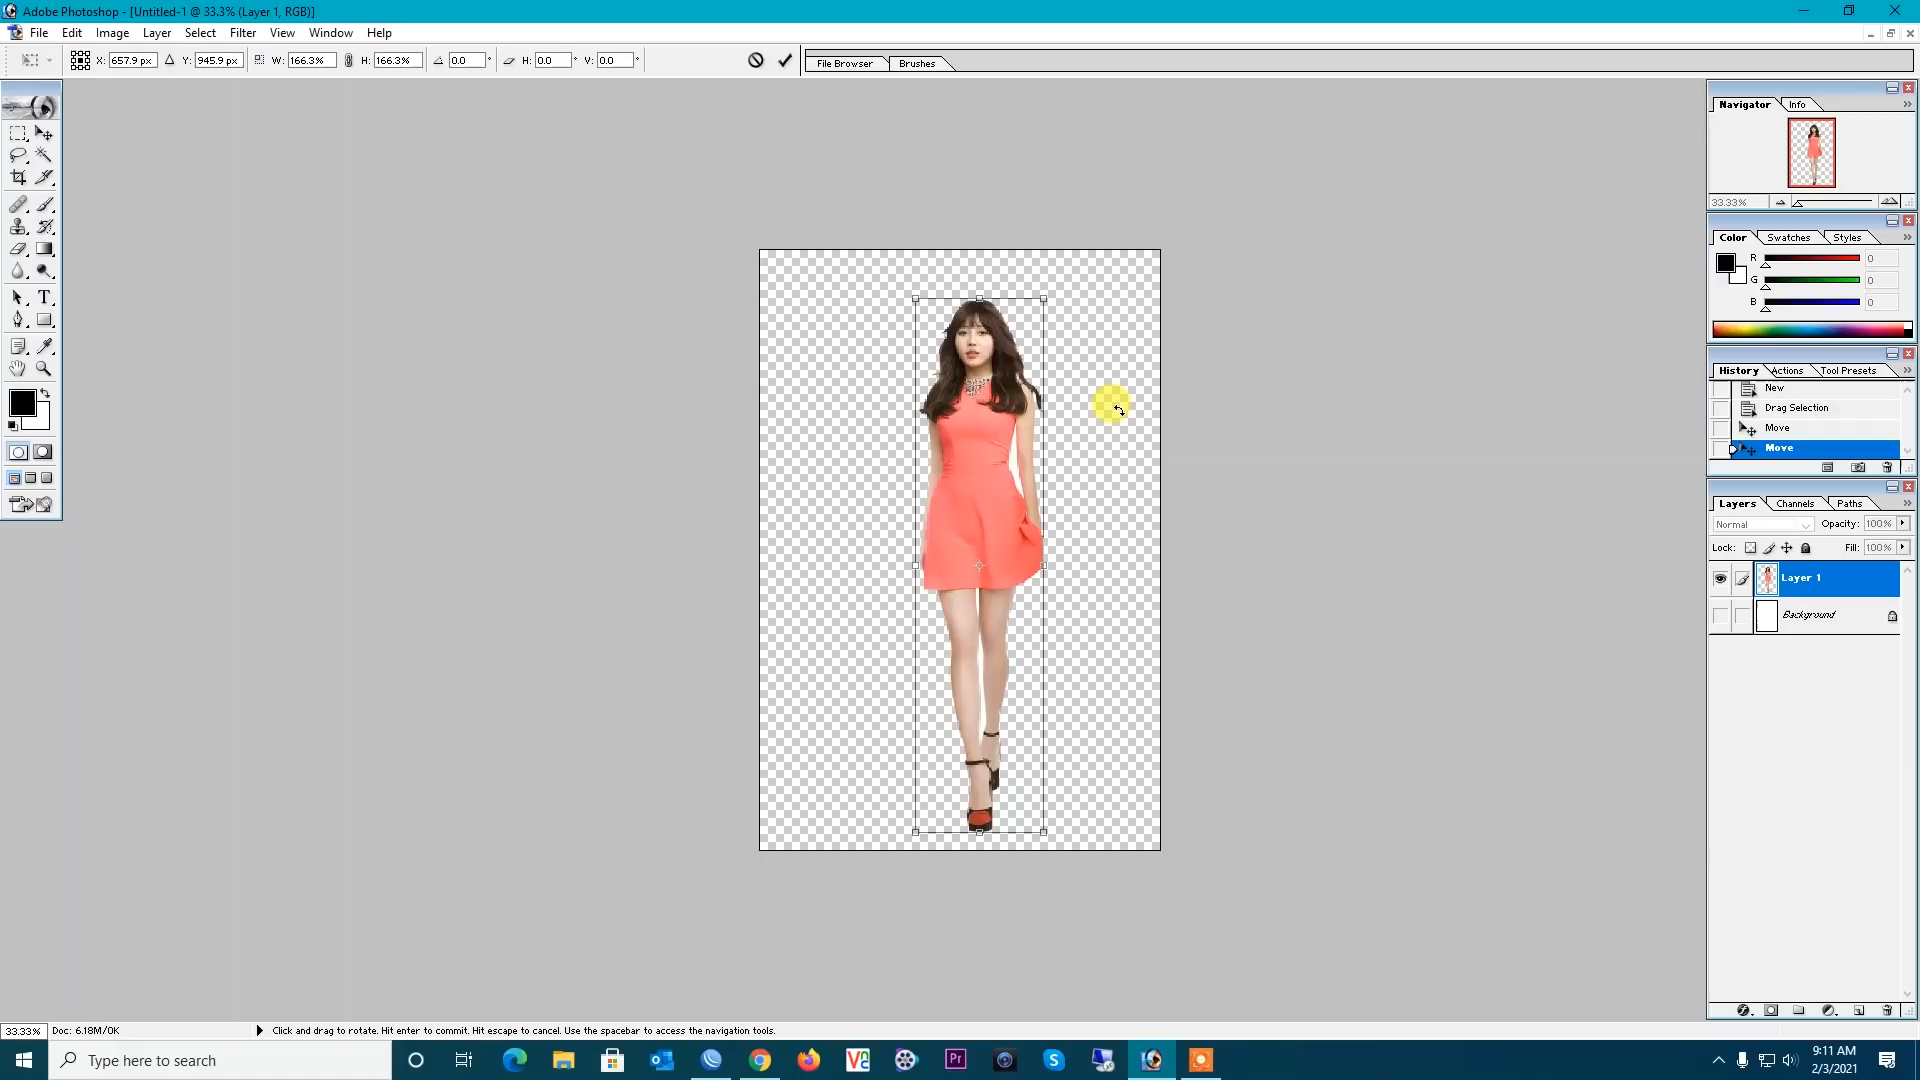 Adobe Photoshop - [Untitled-1 @ 33.3% (Layer 1, RGB)]
File Edit Image Layer Select Filter View Window Help
X: 657.9 px Y: 945.9 px W: 166.3% H: 166.3% 0.0 ° H: 0.0 ° V: 0.0 °
File Browser Brushes
Navigator Info
33.33%
Color Swatches Styles
R 0
G 0
B 0
History Actions Tool Presets
New
Drag Selection
Move
Move
Layers Channels Paths
Normal Opacity: 100%
Lock: Fill: 100%
Layer 1
Background
T
33.33% Doc: 6.18M/0K Click and drag to rotate. Hit enter to commit. Hit escape to cancel. Use the spacebar to access the navigation tools.
Type here to search
Pr
S
9:11 AM
2/3/2021